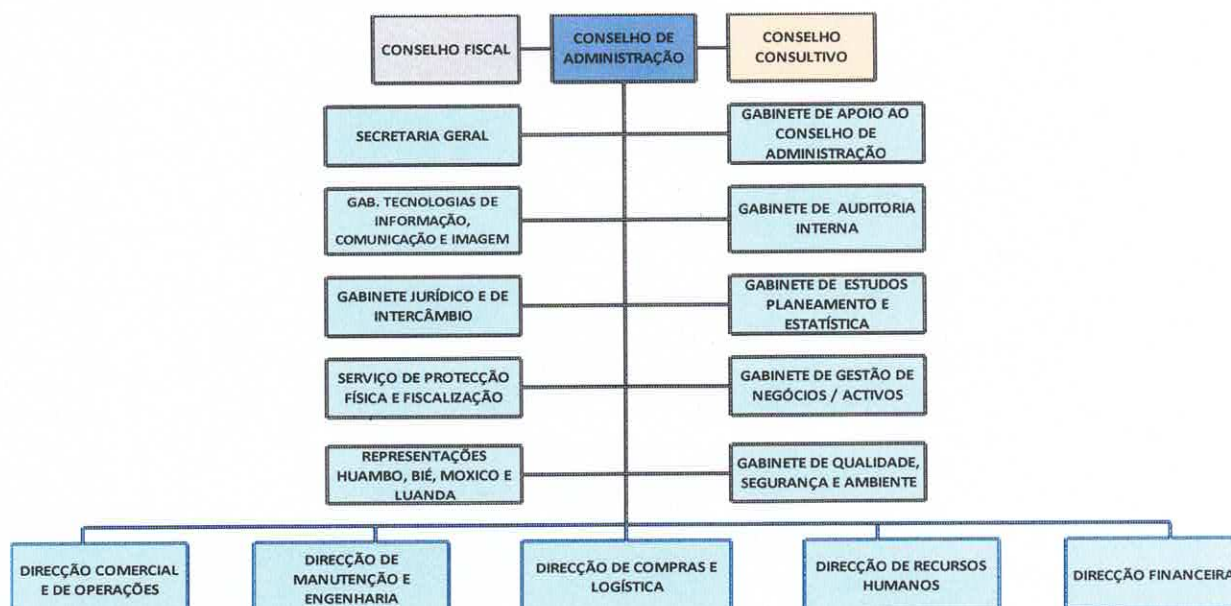 CONSELHO FISCAL
CONSELHO DE
ADMINISTRAÇÃO
CONSELHO
CONSULTIVO
SECRETARIA GERAL
GABINETE DE APOIO AO
CONSELHO DE
ADMINISTRAÇÃO
GAB. TECNOLOGIAS DE
INFORMAÇÃO,
COMUNICAÇÃO E IMAGEM
GABINETE DE AUDITORIA
INTERNA
GABINETE JURÍDICO E DE
INTERCÂMBIO
GABINETE DE ESTUDOS
PLANEAMENTO E
ESTATÍSTICA
SERVIÇO DE PROTECÇÃO
FÍSICA E FISCALIZAÇÃO
GABINETE DE GESTÃO DE
NEGÓCIOS / ACTIVOS
REPRESENTAÇÕES
HUAMBO, BIÉ, MOXICO E
LUANDA
GABINETE DE QUALIDADE,
SEGURANÇA E AMBIENTE
DIRECÇÃO COMERCIAL
E DE OPERAÇÕES
DIRECÇÃO DE
MANUTENÇÃO E
ENGENHARIA
DIRECÇÃO DE COMPRAS E
LOGÍSTICA
DIRECÇÃO DE RECURSOS
HUMANOS
DIRECÇÃO FINANCEIRA